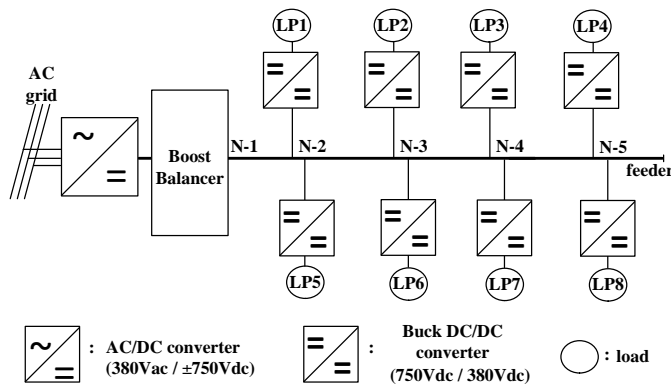 LP1 LP2 LP3 LP4
AC
grid
Boost
Balancer
N-1 N-2 N-3 N-4 N-5
feeder
LP5 LP6 LP7 LP8
: AC/DC converter
(380Vac / ±750Vdc)
: Buck DC/DC
converter
(750Vdc / 380Vdc)
: load